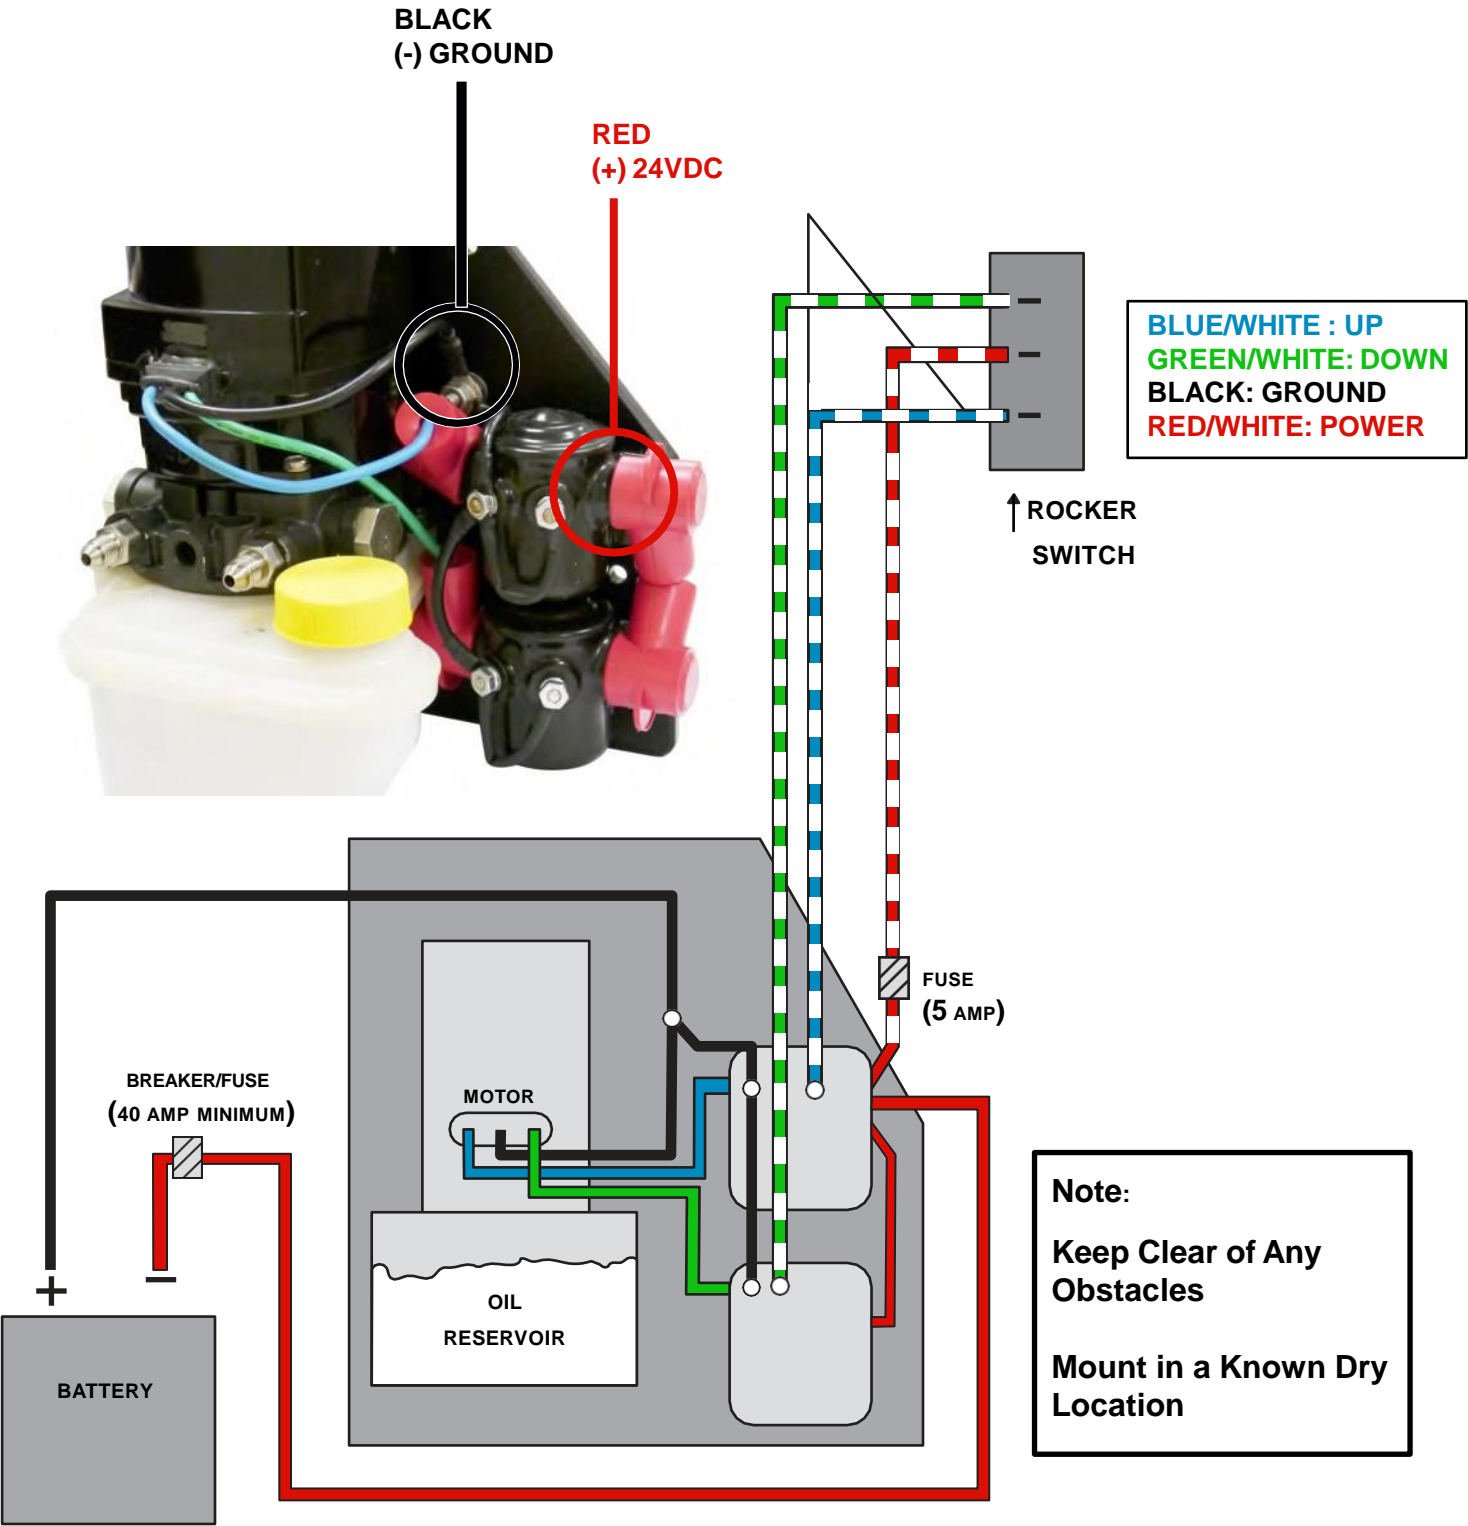 BLACK
(-) GROUND
RED
(+) 24VDC
BLUE/WHITE : UP
GREEN/WHITE: DOWN
BLACK: GROUND
RED/WHITE: POWER
ROCKER
SWITCH
FUSE
(5 AMP)
BREAKER/FUSE
(40 AMP MINIMUM)
MOTOR
OIL
RESERVOIR
+
−
BATTERY
Note:
Keep Clear of Any
Obstacles
Mount in a Known Dry
Location